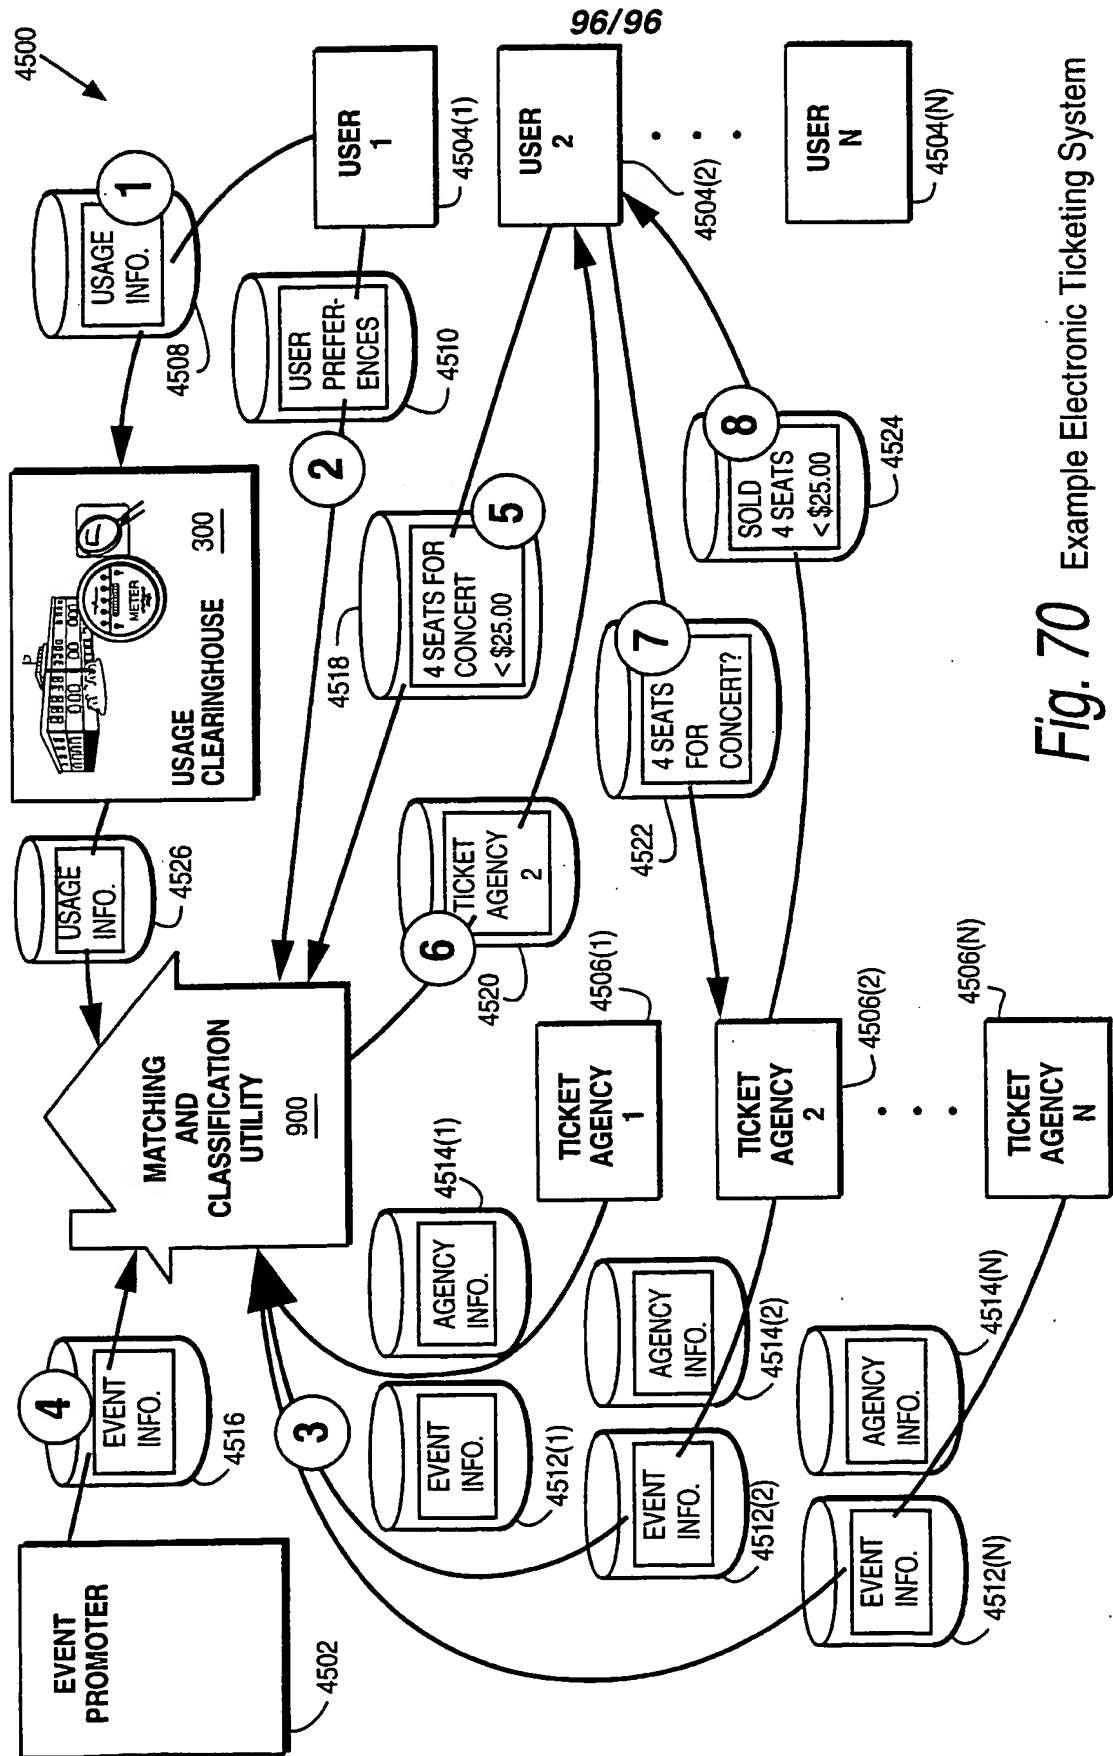 96/96
4500
EVENT
PROMOTER
4502
4
EVENT
INFO.
4516
MATCHING
AND
CLASSIFICATION
UTILITY
900
USAGE
INFO.
4526
USAGE
CLEARINGHOUSE
300
METER
1
USAGE
INFO.
4508
2
USER
PREFER-
ENCES
4510
USER
1
4504(1)
3
EVENT
INFO.
4512(1)
AGENCY
INFO.
4514(1)
TICKET
AGENCY
1
4506(1)
4518
4 SEATS FOR
CONCERT
< $25.00
5
6
TICKET
AGENCY
2
4520
USER
2
4504(2)
EVENT
INFO.
4512(2)
AGENCY
INFO.
4514(2)
TICKET
AGENCY
2
4506(2)
4522
7
4 SEATS
FOR
CONCERT?
8
SOLD
4 SEATS
< $25.00
4524
EVENT
INFO.
4512(N)
AGENCY
INFO.
4514(N)
TICKET
AGENCY
N
4506(N)
USER
N
4504(N)
Fig. 70 Example Electronic Ticketing System